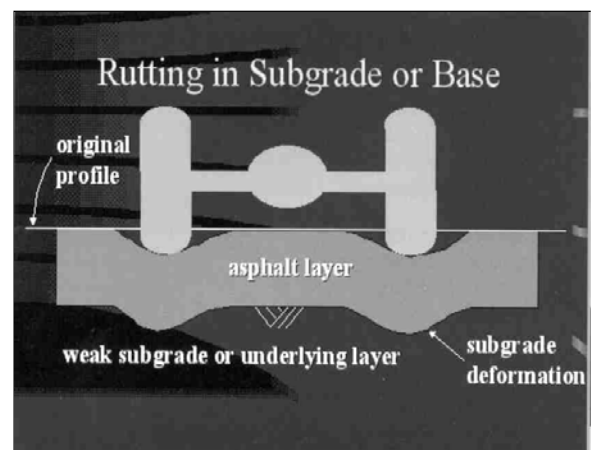 Rutting in Subgrade or Base
original
profile
asphalt layer
weak subgrade or underlying layer
subgrade
deformation